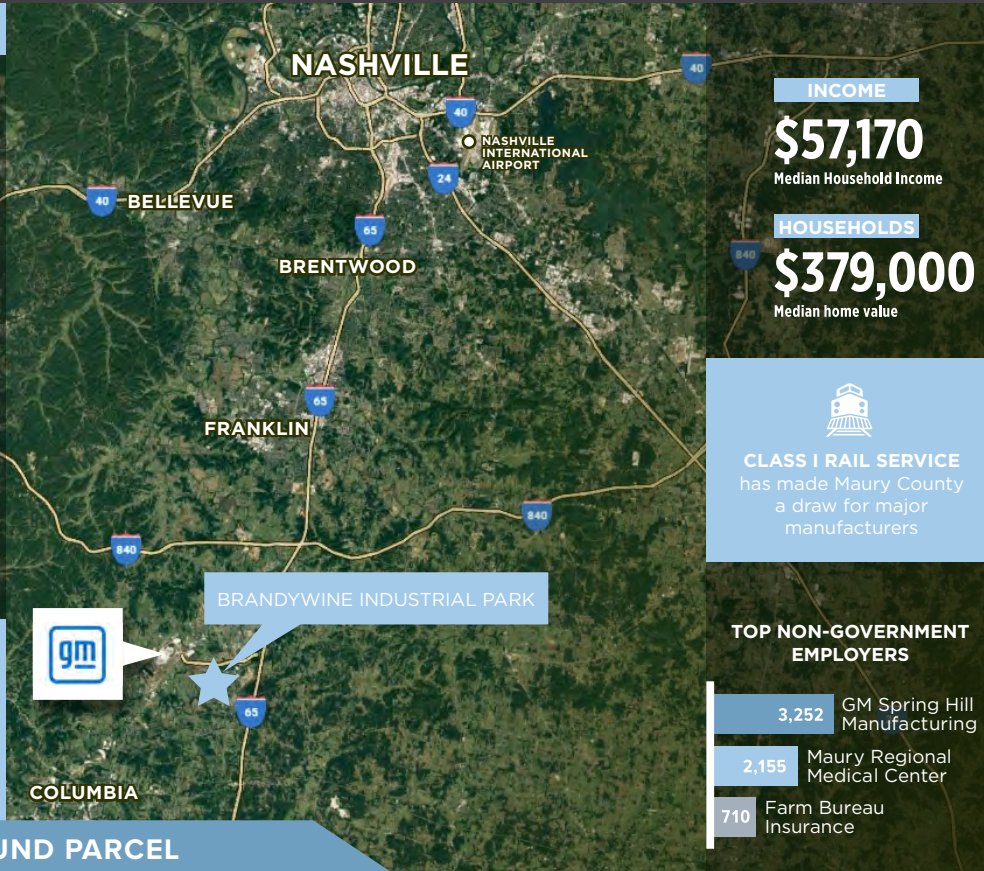 NASHVILLE
40
40
NASHVILLE
INTERNATIONAL
AIRPORT
24
40
BELLEVUE
65
BRENTWOOD
65
FRANKLIN
840
840
BRANDYWINE INDUSTRIAL PARK
gm
65
COLUMBIA
UND PARCEL
INCOME
$57,170
Median Household Income
HOUSEHOLDS
840
$379,000
Median home value
CLASS I RAIL SERVICE
has made Maury County
a draw for major
manufacturers
TOP NON-GOVERNMENT
EMPLOYERS
3,252
GM Spring Hill
Manufacturing
2,155
Maury Regional
Medical Center
710
Farm Bureau
Insurance